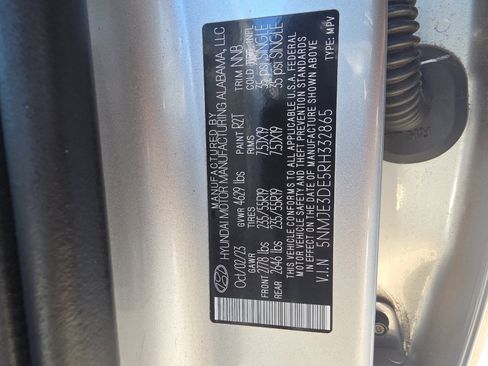 MANUFACTURED BY
HYUNDAI MOTOR MANUFACTURING ALABAMA, LLC
Oct/02/23 GVWR 4629 lbs PAINT R2T TRIM NNB
GAWR TIRES RIMS COLD TIRE INFL
FRONT 2778 lbs 235/55R19 7.5JX19 35 psi SINGLE
REAR 2646 lbs 235/55R19 7.5JX19 35 psi SINGLE
THIS VEHICLE CONFORMS TO ALL APPLICABLE U.S.A. FEDERAL
MOTOR VEHICLE SAFETY AND THEFT PREVENTION STANDARDS
IN EFFECT ON THE DATE OF MANUFACTURE SHOWN ABOVE.
V.I.N 5NMJE3DE5RH332865 TYPE: MPV